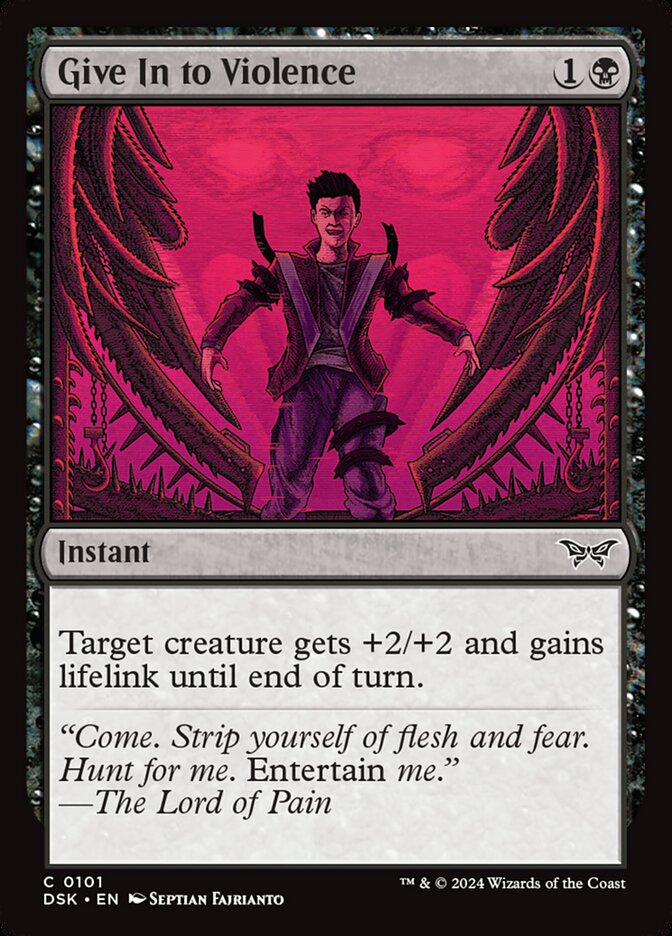 Give In to Violence 1
Instant
Target creature gets +2/+2 and gains
lifelink until end of turn.
“Come. Strip yourself of flesh and fear.
Hunt for me. Entertain me.”
—The Lord of Pain
C 0101
DSK • EN Septian Fajrianto
™ & © 2024 Wizards of the Coast